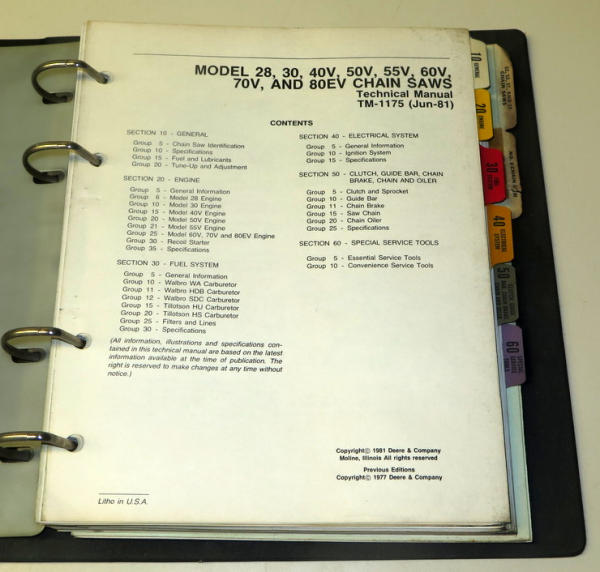 MODEL 28, 30, 40V, 50V, 55V, 60V,
70V, AND 80EV CHAIN SAWS
Technical Manual
TM-1175 (Jun-81)
CONTENTS
SECTION 10 - GENERAL
Group 5 - Chain Saw Identification
Group 10 - Specifications
Group 15 - Fuel and Lubricants
Group 20 - Tune-Up and Adjustment
SECTION 20 - ENGINE
Group 5 - General Information
Group 6 - Model 28 Engine
Group 10 - Model 30 Engine
Group 15 - Model 40V Engine
Group 20 - Model 50V Engine
Group 21 - Model 55V Engine
Group 25 - Model 60V, 70V and 80EV Engine
Group 30 - Recoil Starter
Group 35 - Specifications
SECTION 30 - FUEL SYSTEM
Group 5 - General Information
Group 10 - Walbro WA Carburetor
Group 11 - Walbro HDB Carburetor
Group 12 - Walbro SDC Carburetor
Group 15 - Tillotson HU Carburetor
Group 20 - Tillotson HS Carburetor
Group 25 - Filters and Lines
Group 30 - Specifications
(All information, illustrations and specifications con-
tained in this technical manual are based on the latest
information available at the time of publication. The
right is reserved to make changes at any time without
notice.)
SECTION 40 - ELECTRICAL SYSTEM
Group 5 - General Information
Group 10 - Ignition System
Group 15 - Specifications
SECTION 50 - CLUTCH, GUIDE BAR, CHAIN
BRAKE, CHAIN AND OILER
Group 5 - Clutch and Sprocket
Group 10 - Guide Bar
Group 11 - Chain Brake
Group 15 - Saw Chain
Group 20 - Chain Oiler
Group 25 - Specifications
SECTION 60 - SPECIAL SERVICE TOOLS
Group 5 - Essential Service Tools
Group 10 - Convenience Service Tools
Copyright© 1981 Deere & Company
Moline, Illinois All rights reserved
Previous Editions
Copyright© 1977 Deere & Company
Litho in U.S.A.
10
GENERAL
20
ENGINE
30
FUEL
SYSTEM
40
ELECTRICAL
SYSTEM
50
60
SPECIAL
SERVICE
TOOLS
CHAIN SAWS